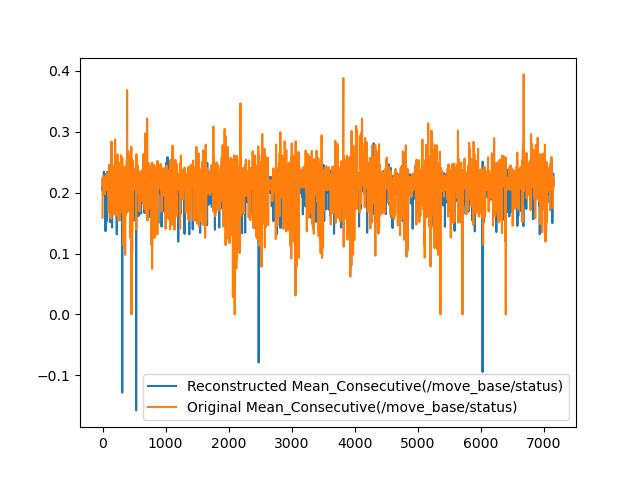 0.4
0.3
0.2
0.1
0.0
−0.1
Reconstructed Mean_Consecutive(/move_base/status)
Original Mean_Consecutive(/move_base/status)
0 1000 2000 3000 4000 5000 6000 7000